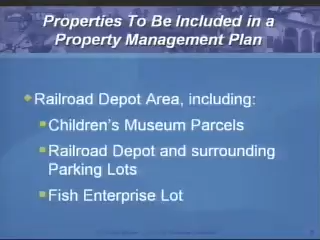 Properties To Be Included in a
Property Management Plan
Railroad Depot Area, including:
Children's Museum Parcels
Railroad Depot and surrounding
Parking Lots
Fish Enterprise Lot